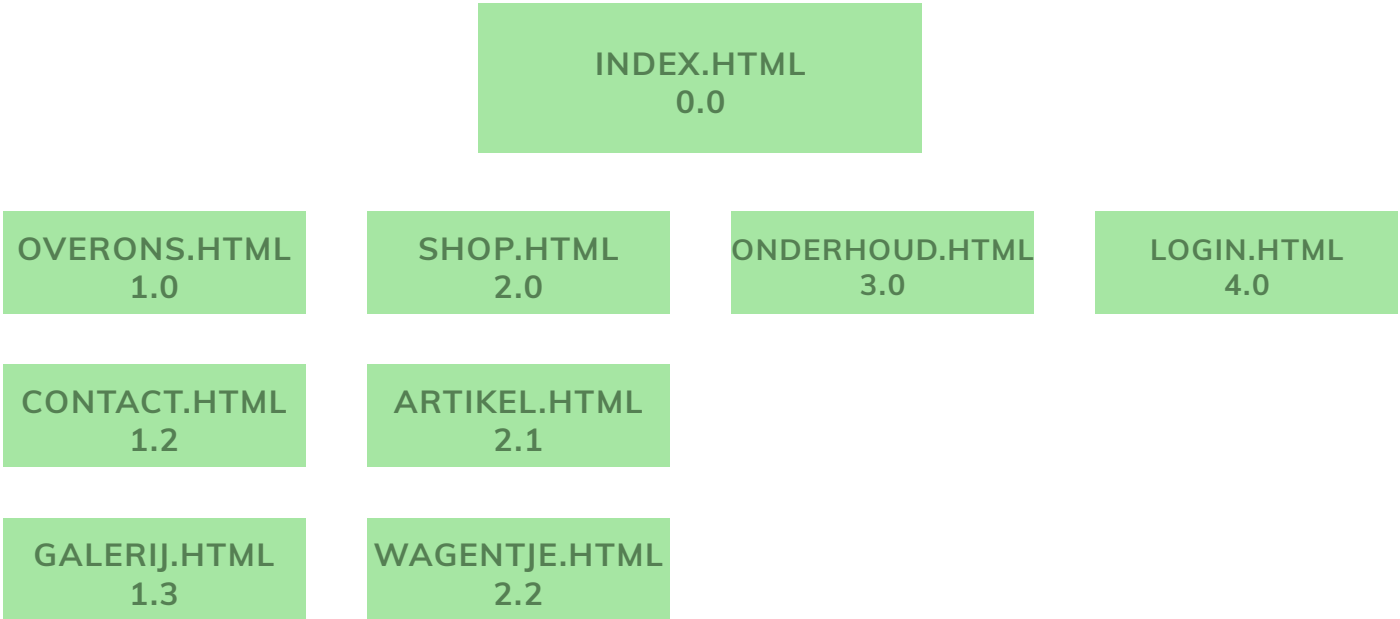 INDEX.HTML
0.0
OVERONS.HTML
1.0
SHOP.HTML
2.0
ONDERHOUD.HTML
3.0
LOGIN.HTML
4.0
CONTACT.HTML
1.2
ARTIKEL.HTML
2.1
GALERIJ.HTML
1.3
WAGENTJE.HTML
2.2